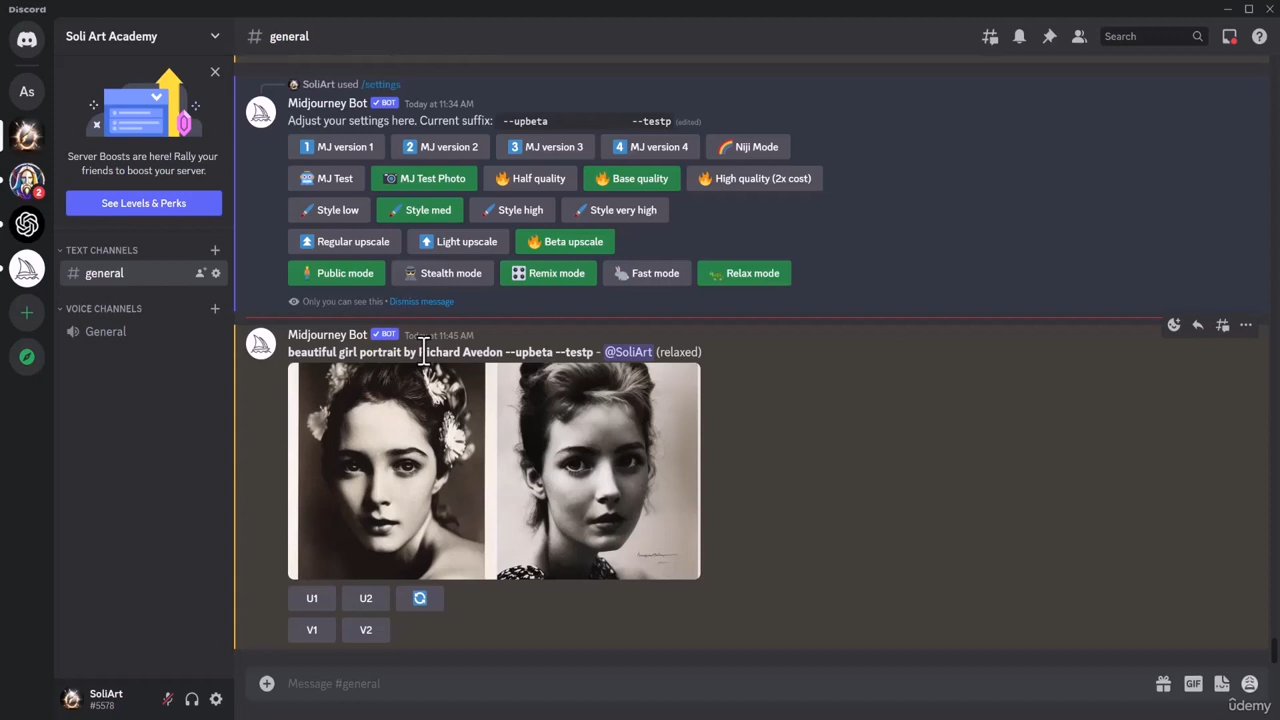 Discord
Soli Art Academy
# general
Search
As
2
Server Boosts are here! Rally your
friends to boost your server.
See Levels & Perks
TEXT CHANNELS
# general
VOICE CHANNELS
General
SoliArt used /settings
Midjourney Bot BOT Today at 11:34 AM
Adjust your settings here. Current suffix: --upbeta --testp (edited)
1 MJ version 1 2 MJ version 2 3 MJ version 3 4 MJ version 4 Niji Mode
MJ Test MJ Test Photo Half quality Base quality High quality (2x cost)
Style low Style med Style high Style very high
Regular upscale Light upscale Beta upscale
Public mode Stealth mode Remix mode Fast mode Relax mode
Only you can see this • Dismiss message
Midjourney Bot BOT Today at 11:45 AM
beautiful girl portrait by Richard Avedon --upbeta --testp - @SoliArt (relaxed)
U1 U2
V1 V2
SoliArt
#5578
Message #general
GIF
ûdemy